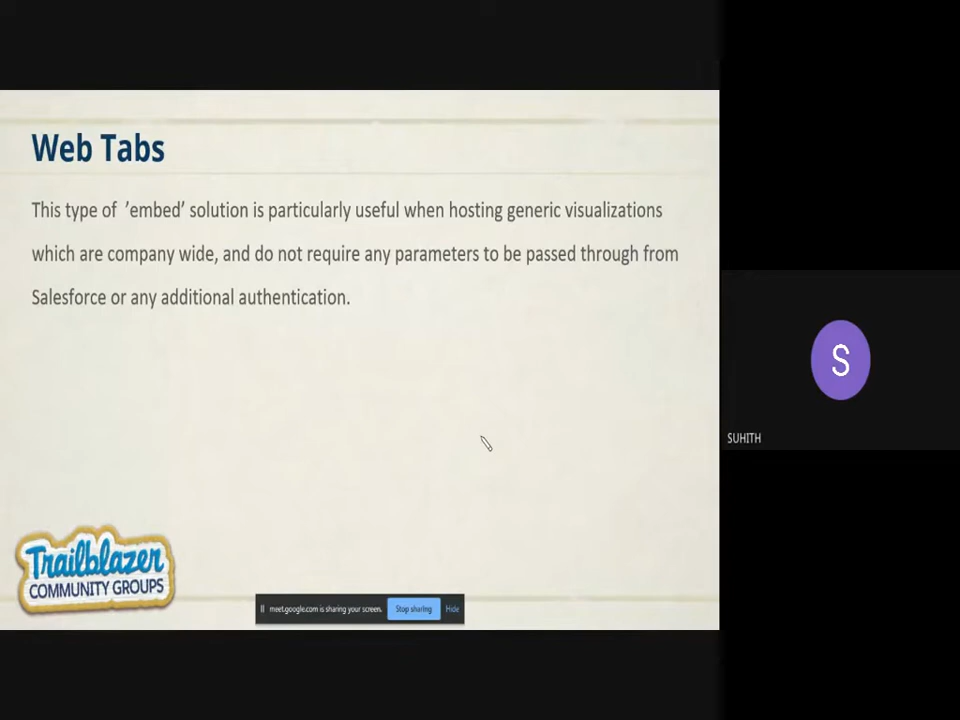 Web Tabs
This type of ’embed’ solution is particularly useful when hosting generic visualizations
which are company wide, and do not require any parameters to be passed through from
Salesforce or any additional authentication.
S
SUHITH
Trailblazer
COMMUNITY GROUPS
meet.google.com is sharing your screen. Stop sharing Hide